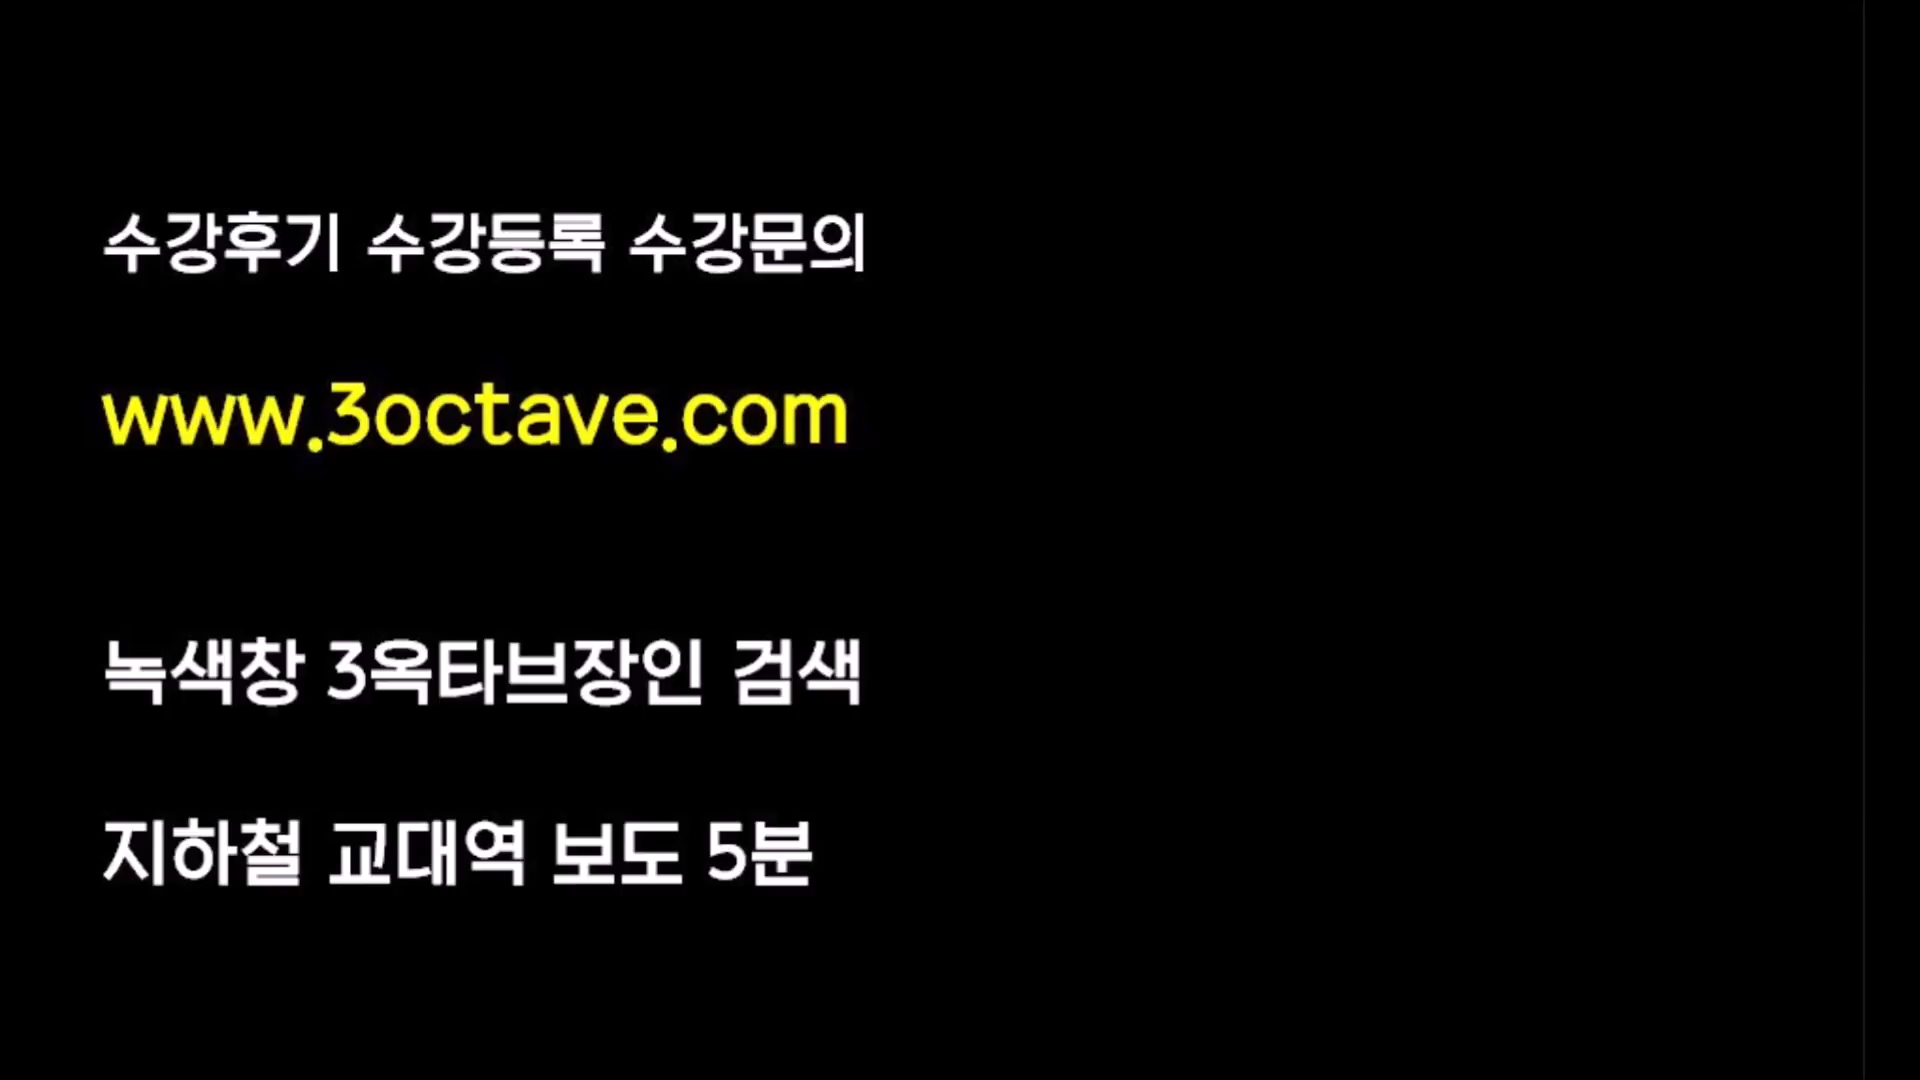 수강후기 수강등록 수강문의
www.3octave.com
녹색창 3옥타브장인 검색
지하철 교대역 보도 5분